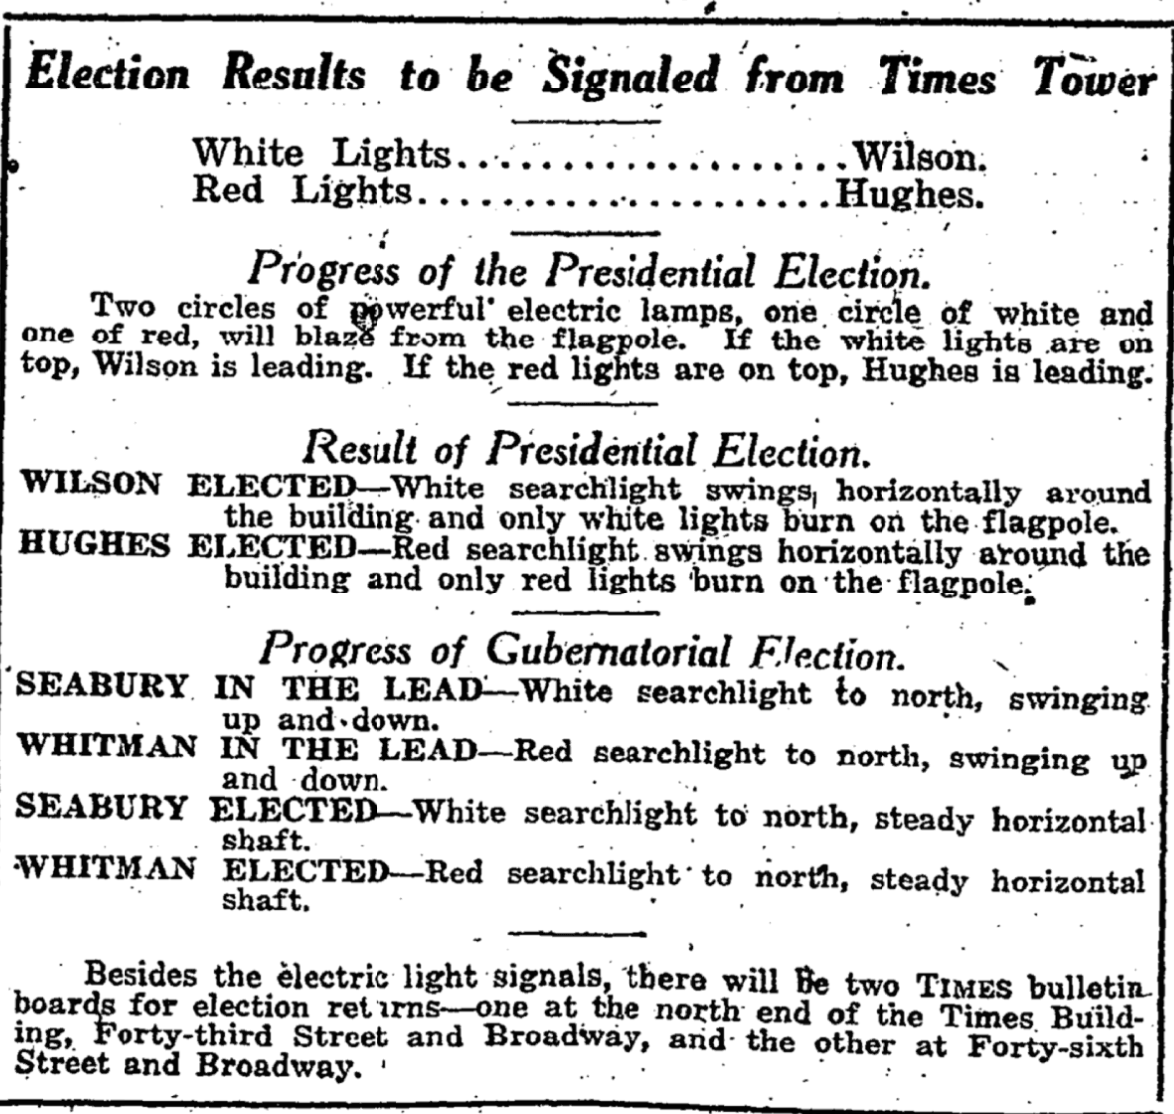 Election Results to be Signaled from Times Tower
White Lights....................Wilson.
Red Lights......................Hughes.
Progress of the Presidential Election.
Two circles of powerful electric lamps, one circle of white and
one of red, will blaze from the flagpole. If the white lights are on
top, Wilson is leading. If the red lights are on top, Hughes is leading.
Result of Presidential Election.
WILSON ELECTED—White searchlight swings horizontally around
the building and only white lights burn on the flagpole.
HUGHES ELECTED—Red searchlight swings horizontally around the
building and only red lights burn on the flagpole.
Progress of Gubernatorial Election.
SEABURY IN THE LEAD—White searchlight to north, swinging
up and down.
WHITMAN IN THE LEAD—Red searchlight to north, swinging up
and down.
SEABURY ELECTED—White searchlight to north, steady horizontal
shaft.
WHITMAN ELECTED—Red searchlight to north, steady horizontal
shaft.
Besides the electric light signals, there will be two TIMES bulletin
boards for election returns—one at the north end of the Times Build-
ing, Forty-third Street and Broadway, and the other at Forty-sixth
Street and Broadway.